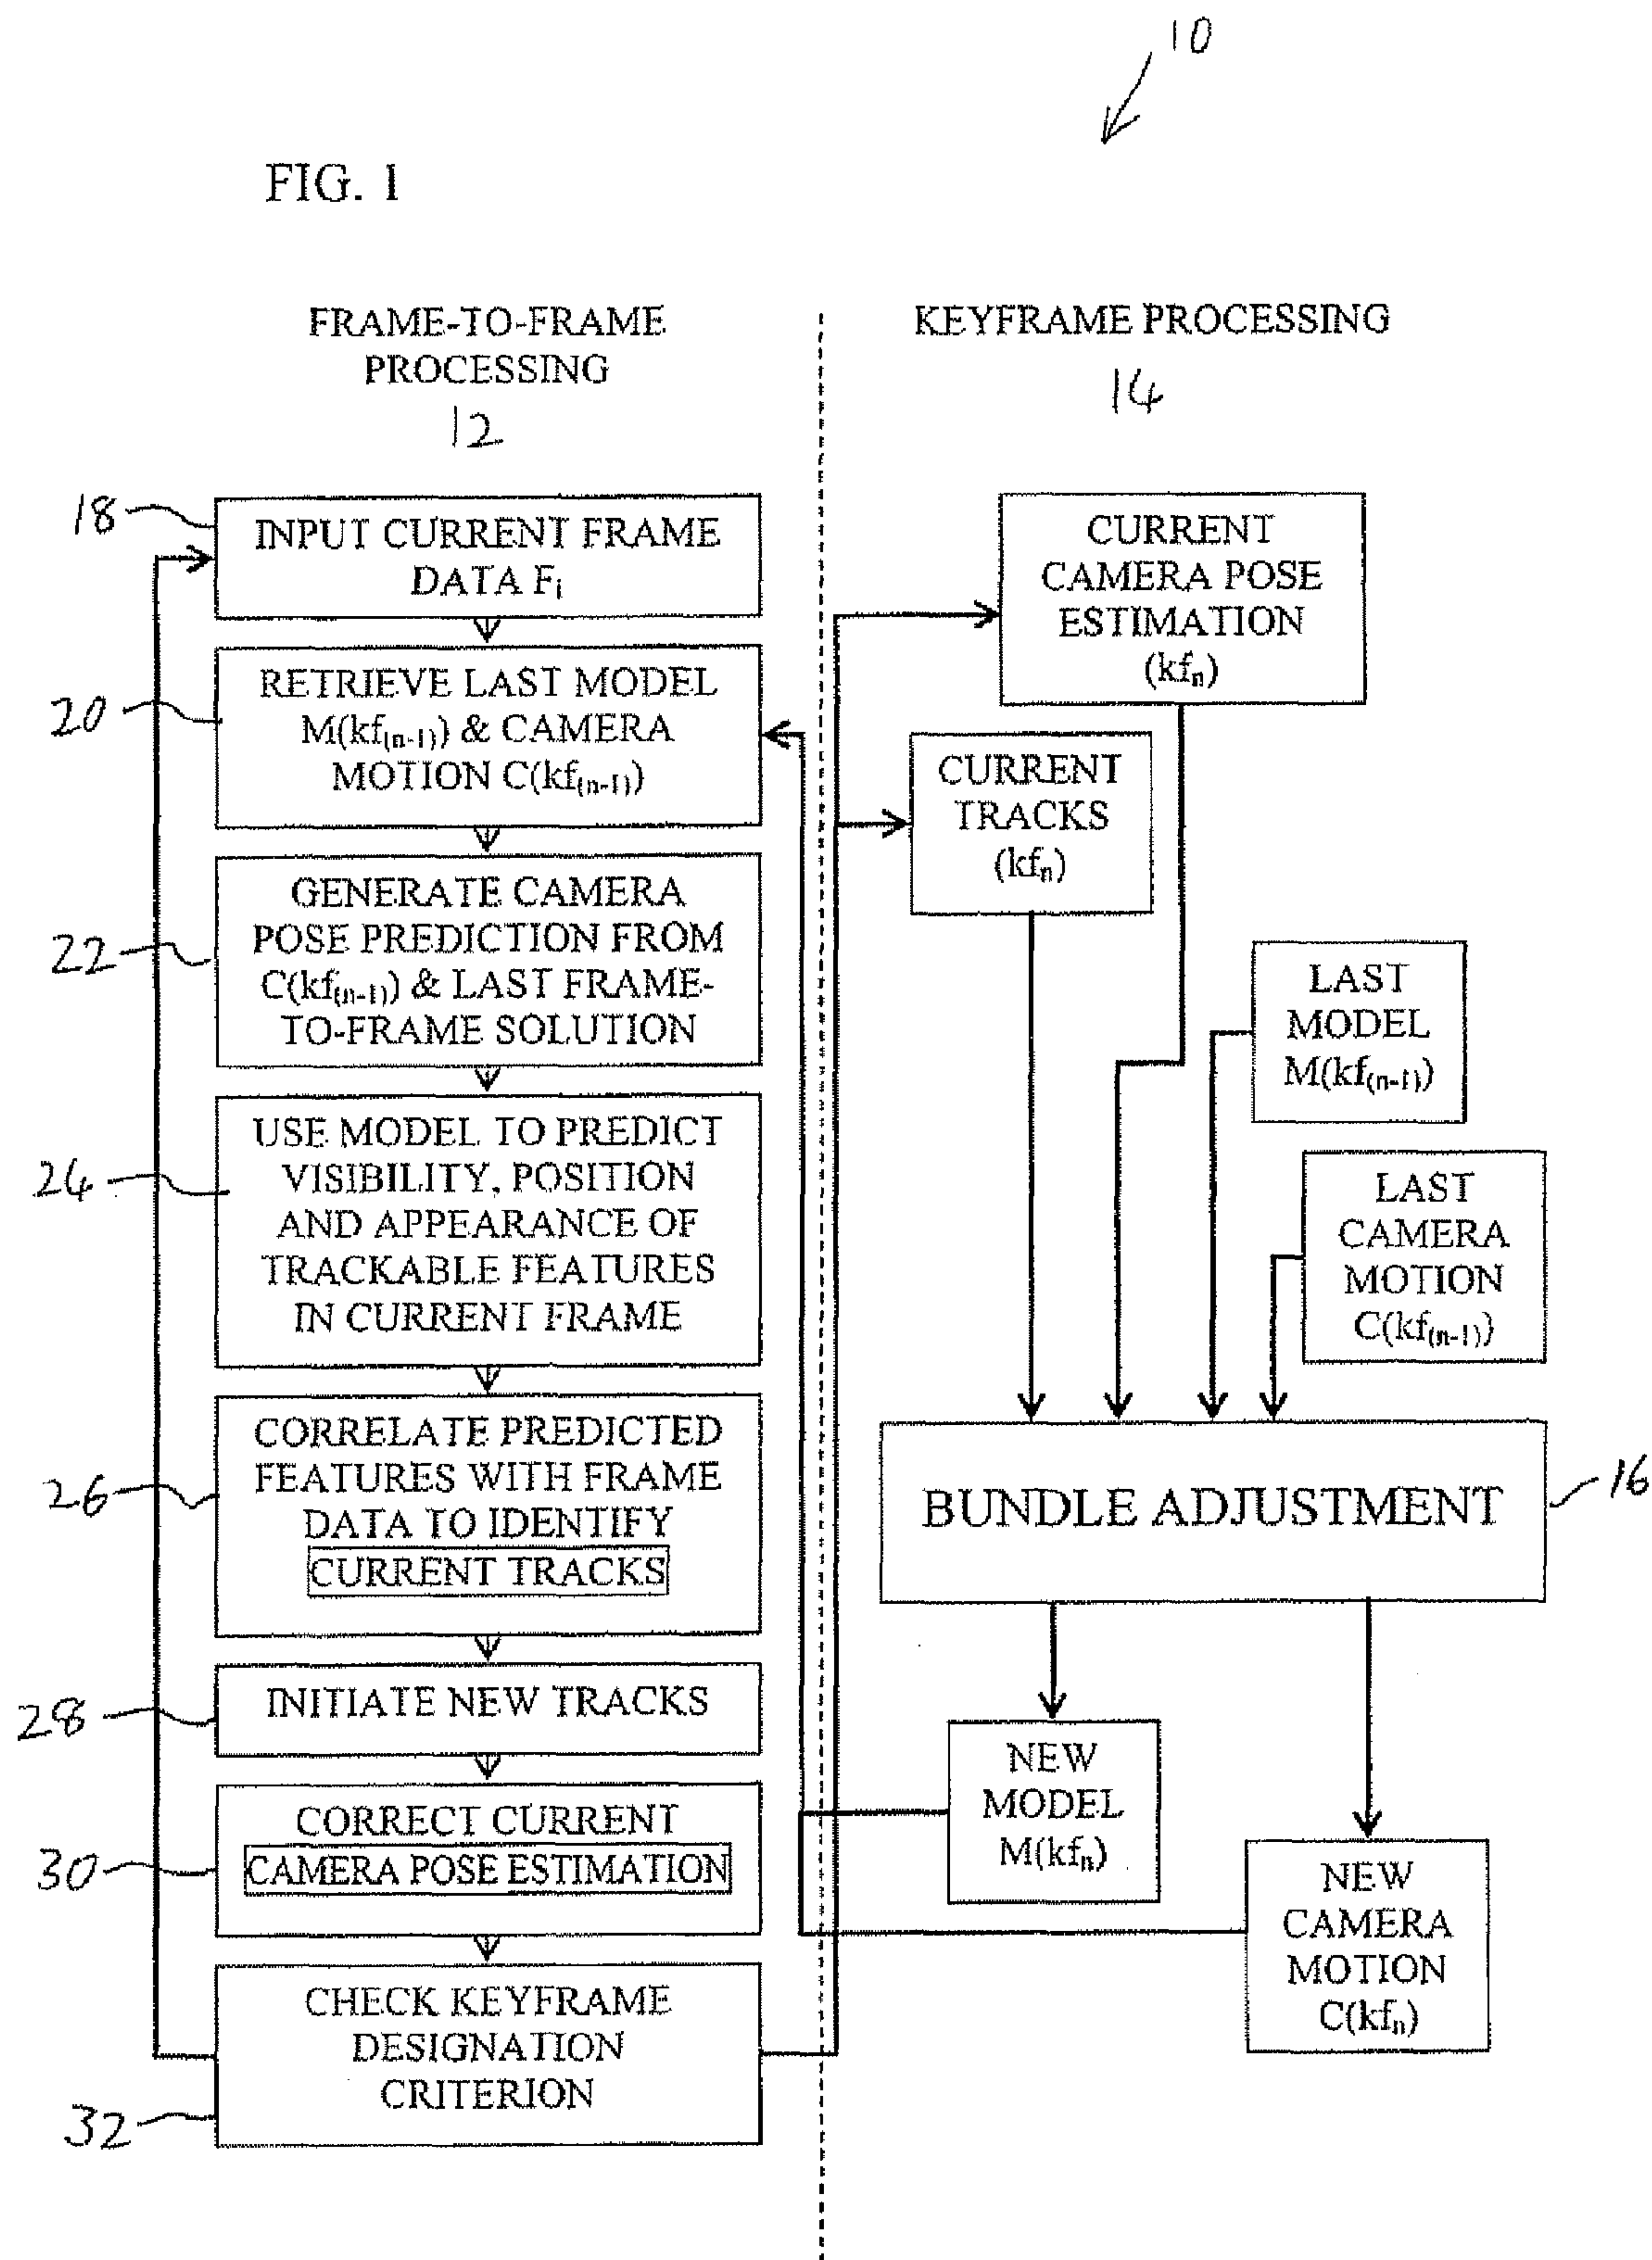 10
FIG. 1
FRAME-TO-FRAME
PROCESSING
12
KEYFRAME PROCESSING
14
18
INPUT CURRENT FRAME
DATA Fi
20
RETRIEVE LAST MODEL
M(kf(n-1)) & CAMERA
MOTION C(kf(n-1))
22
GENERATE CAMERA
POSE PREDICTION FROM
C(kf(n-1)) & LAST FRAME-
TO-FRAME SOLUTION
24
USE MODEL TO PREDICT
VISIBILITY, POSITION
AND APPEARANCE OF
TRACKABLE FEATURES
IN CURRENT FRAME
26
CORRELATE PREDICTED
FEATURES WITH FRAME
DATA TO IDENTIFY
CURRENT TRACKS
28
INITIATE NEW TRACKS
30
CORRECT CURRENT
CAMERA POSE ESTIMATION
32
CHECK KEYFRAME
DESIGNATION
CRITERION
CURRENT
CAMERA POSE
ESTIMATION
(kfn)
CURRENT
TRACKS
(kfn)
LAST
MODEL
M(kf(n-1))
LAST
CAMERA
MOTION
C(kf(n-1))
BUNDLE ADJUSTMENT
16
NEW
MODEL
M(kfn)
NEW
CAMERA
MOTION
C(kfn)